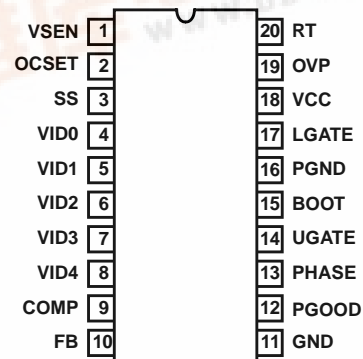 VSEN 1 20 RT
OCSET 2 19 OVP
SS 3 18 VCC
VID0 4 17 LGATE
VID1 5 16 PGND
VID2 6 15 BOOT
VID3 7 14 UGATE
VID4 8 13 PHASE
COMP 9 12 PGOOD
FB 10 11 GND